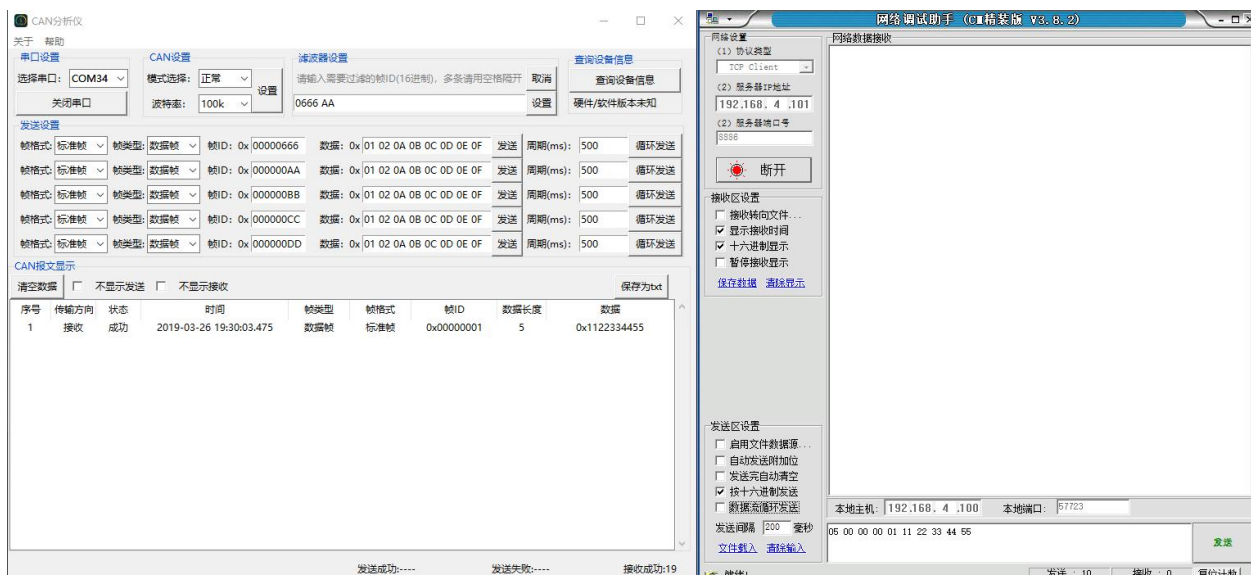 CAN分析仪
关于 帮助
串口设置 CAN设置 滤波器设置 查询设备信息
选择串口: COM34 模式选择: 正常 设置 请输入需要过滤的帧ID(16进制),多条请用空格隔开 取消 查询设备信息
关闭串口 波特率: 100k 0666 AA 设置 硬件/软件版本未知
发送设置
帧格式: 标准帧 帧类型: 数据帧 帧ID: 0x 00000666 数据: 0x 01 02 0A 0B 0C 0D 0E 0F 发送 周期(ms): 500 循环发送
帧格式: 标准帧 帧类型: 数据帧 帧ID: 0x 000000AA 数据: 0x 01 02 0A 0B 0C 0D 0E 0F 发送 周期(ms): 500 循环发送
帧格式: 标准帧 帧类型: 数据帧 帧ID: 0x 000000BB 数据: 0x 01 02 0A 0B 0C 0D 0E 0F 发送 周期(ms): 500 循环发送
帧格式: 标准帧 帧类型: 数据帧 帧ID: 0x 000000CC 数据: 0x 01 02 0A 0B 0C 0D 0E 0F 发送 周期(ms): 500 循环发送
帧格式: 标准帧 帧类型: 数据帧 帧ID: 0x 000000DD 数据: 0x 01 02 0A 0B 0C 0D 0E 0F 发送 周期(ms): 500 循环发送
CAN报文显示
清空数据 不显示发送 不显示接收 保存为txt
序号 传输方向 状态 时间 帧类型 帧格式 帧ID 数据长度 数据
1 接收 成功 2019-03-26 19:30:03.475 数据帧 标准帧 0x00000001 5 0x1122334455
发送成功:---- 发送失败:---- 接收成功:19
网络调试助手 (C■精装版 V3.8.2)
网络设置 网络数据接收
(1) 协议类型
TCP Client
(2) 服务器IP地址
192.168. 4 .101
(2) 服务器端口号
断开
接收区设置
接收转向文件...
显示接收时间
十六进制显示
暂停接收显示
保存数据 清除显示
发送区设置
启用文件数据源...
自动发送附加位
发送完自动清空
按十六进制发送
数据流循环发送
发送间隔 200 毫秒
文件载入 清除输入
本地主机: 192.168. 4 .100 本地端口: 57723
05 00 00 00 01 11 22 33 44 55
发送
就绪! 发送 : 10 接收 : 0 复位计数